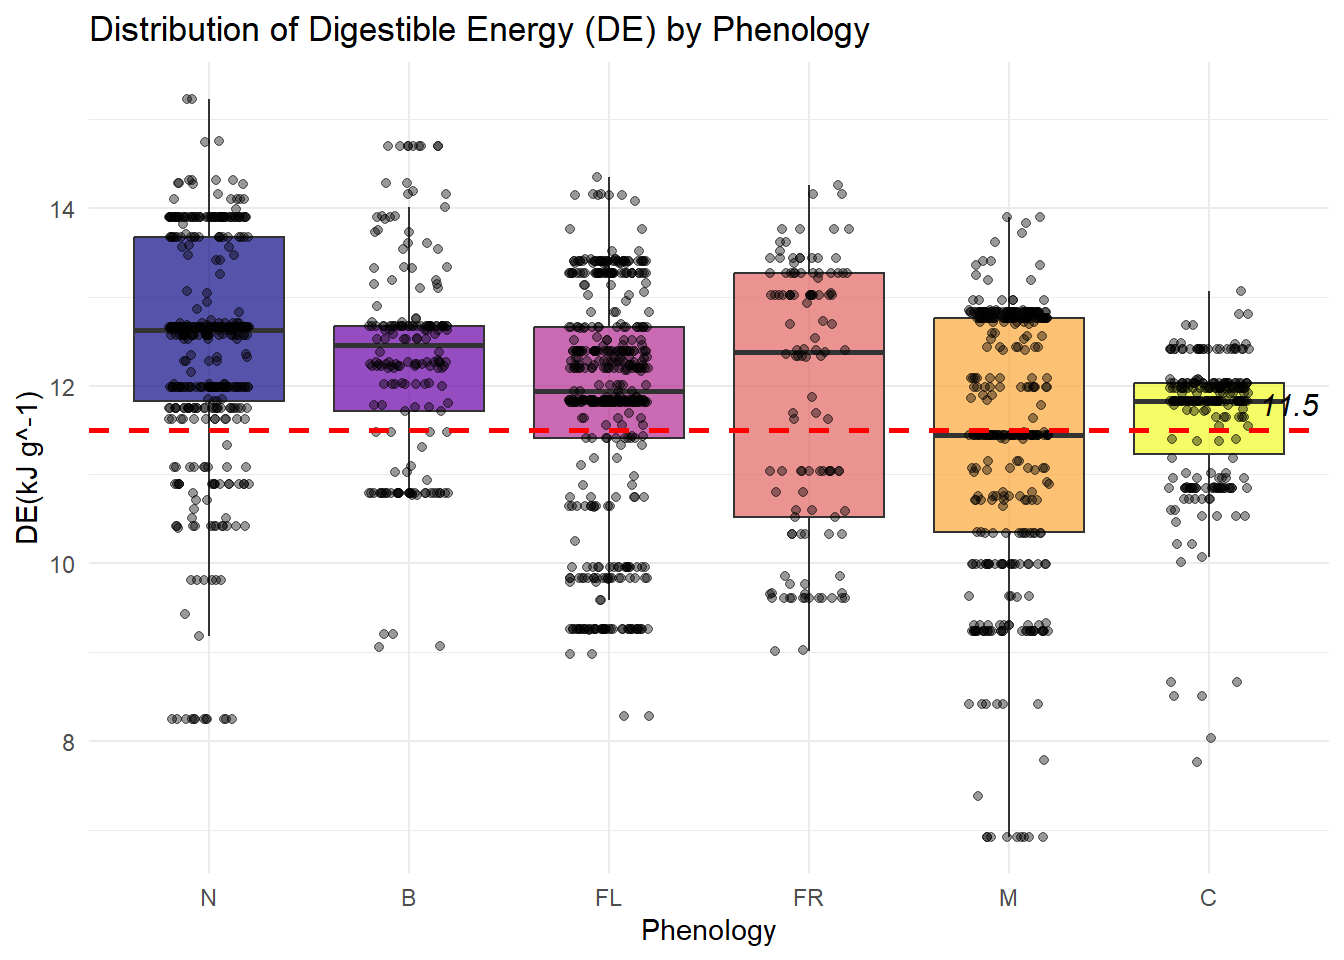 Distribution of Digestible Energy (DE) by Phenology
DE(kJ g^-1)
14
12
10
8
11.5
N B FL FR M C
Phenology